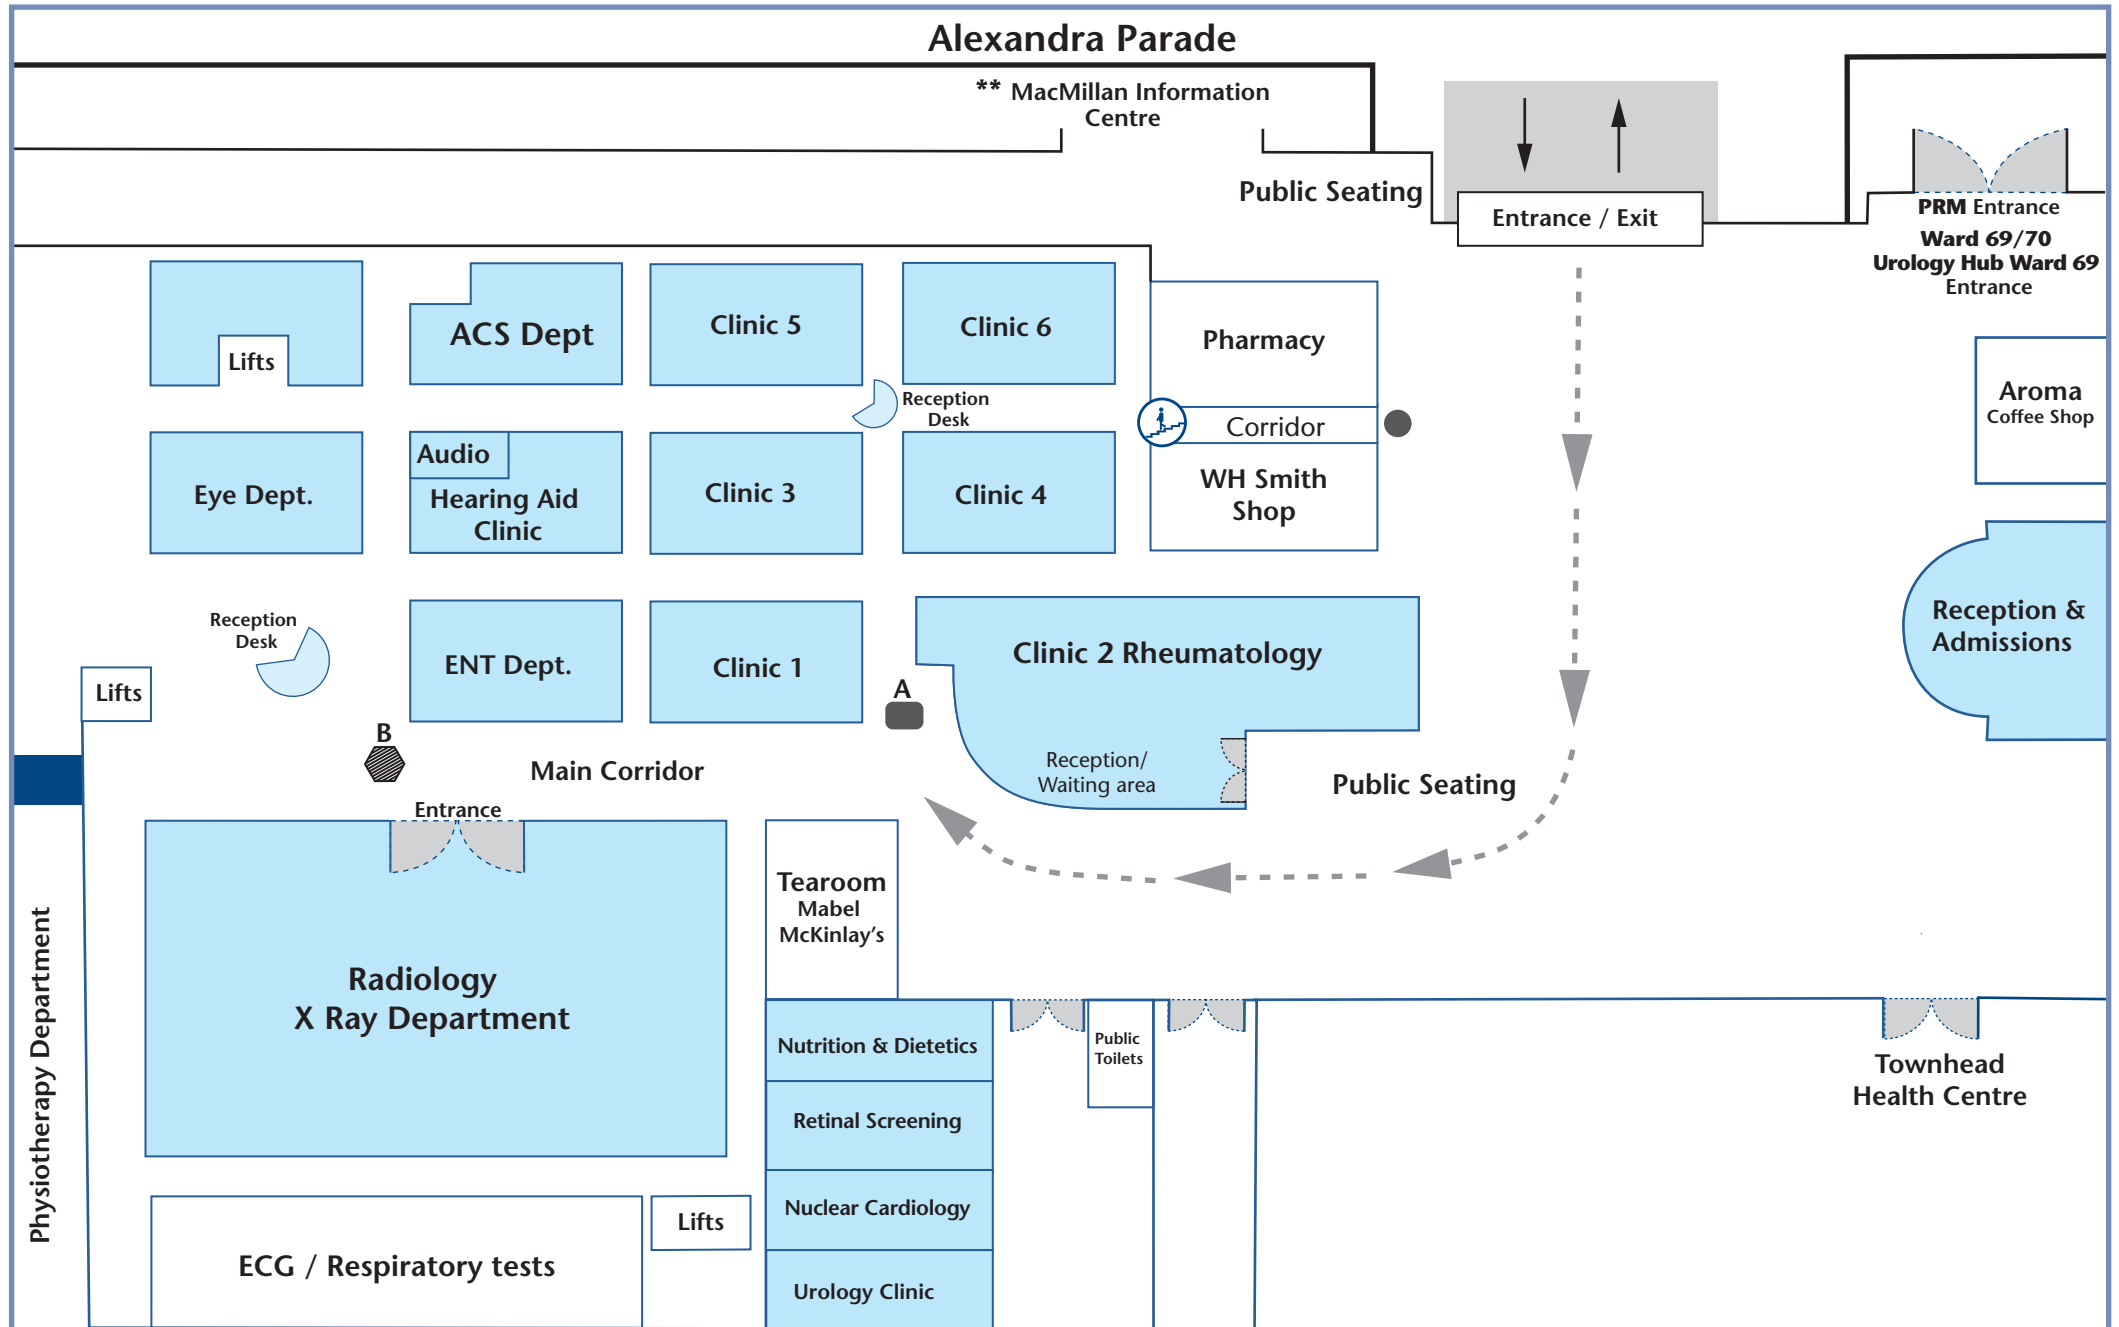 Alexandra Parade
** MacMillan Information
Centre
Public Seating
Entrance / Exit
PRM Entrance
Ward 69/70
Urology Hub Ward 69
Entrance
Lifts
ACS Dept
Clinic 5
Clinic 6
Pharmacy
Reception
Desk
Corridor
Aroma
Coffee Shop
Eye Dept.
Audio
Hearing Aid
Clinic
Clinic 3
Clinic 4
WH Smith
Shop
Reception
Desk
ENT Dept.
Clinic 1
Clinic 2 Rheumatology
Reception &
Admissions
Lifts
A
B
Main Corridor
Reception/
Waiting area
Public Seating
Entrance
Tearoom
Mabel
McKinlay's
Physiotherapy Department
Radiology
X Ray Department
Nutrition & Dietetics
Public
Toilets
Townhead
Health Centre
Retinal Screening
Nuclear Cardiology
Lifts
ECG / Respiratory tests
Urology Clinic